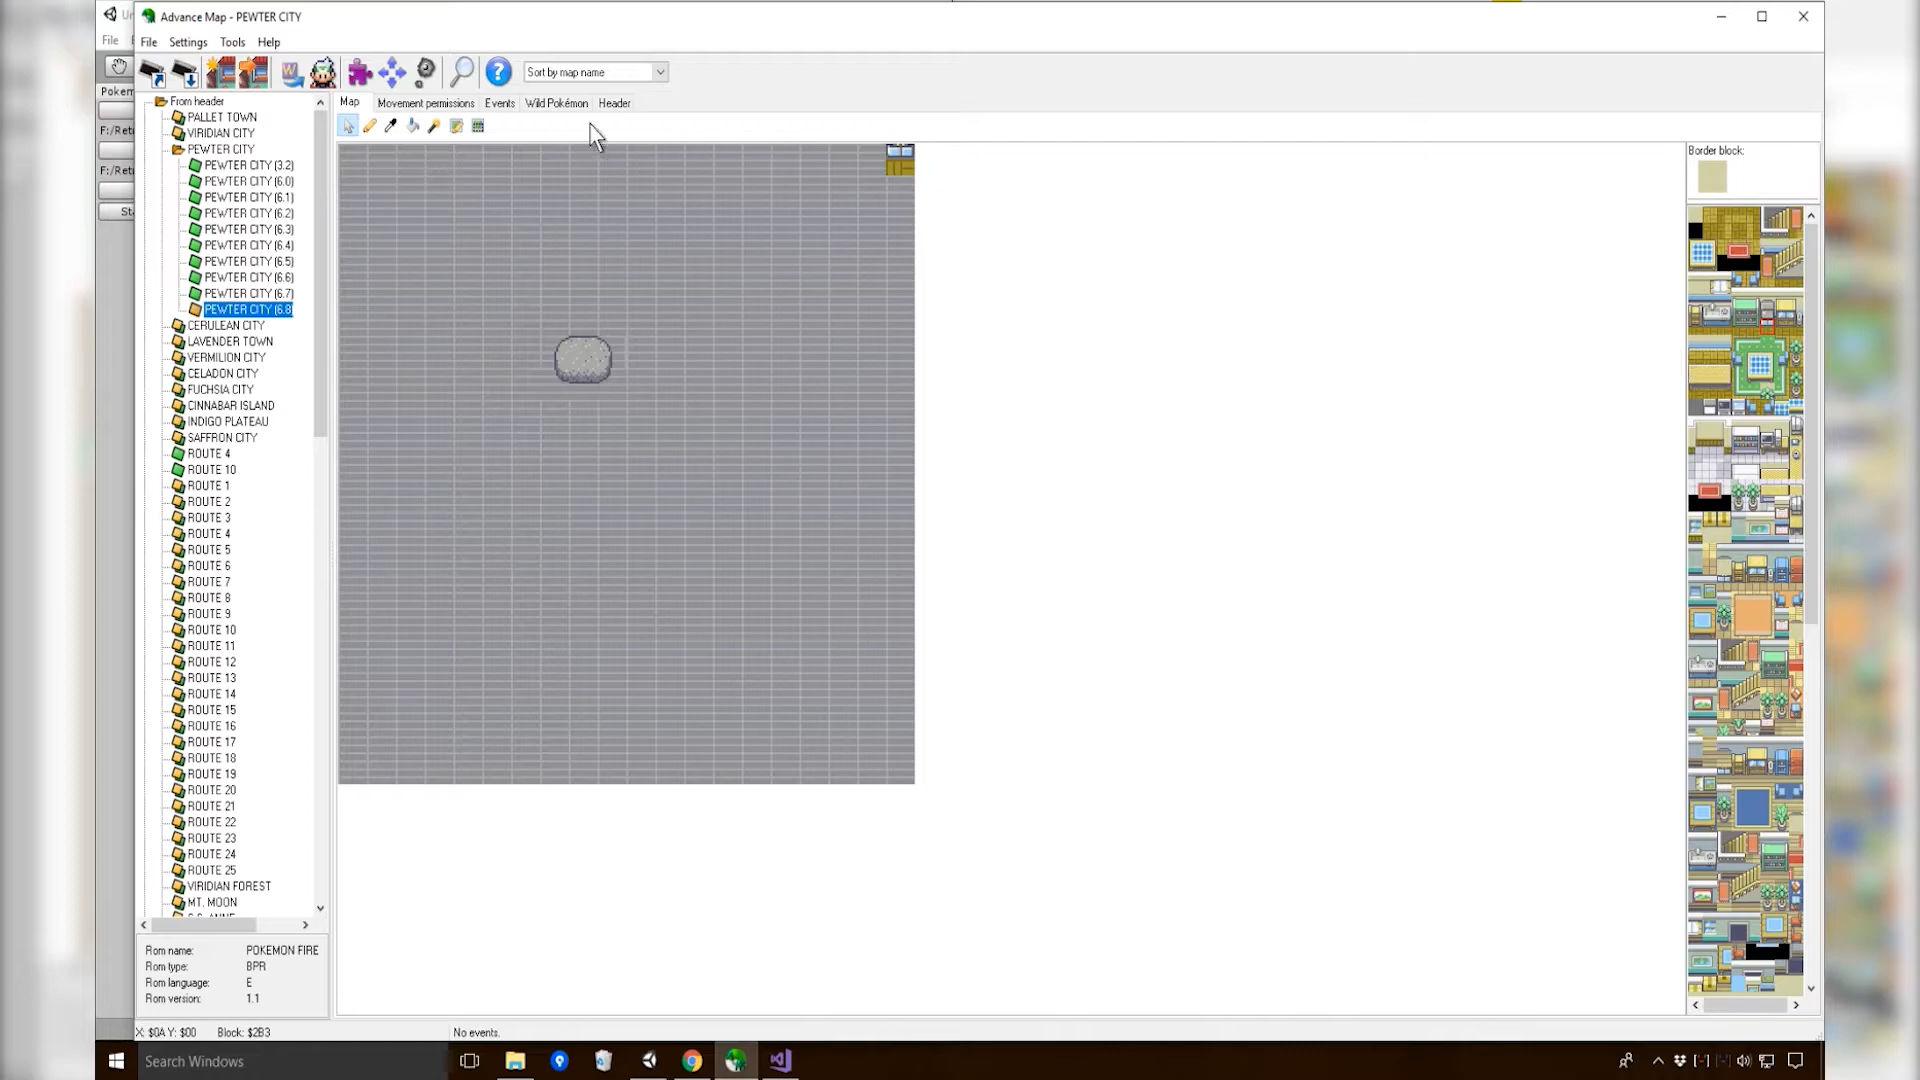 Advance Map - PEWTER CITY
File Settings Tools Help
Sort by map name
Map Movement permissions Events Wild Pokémon Header
File
Pokem
F:/Retu
F:/Retu
Sta
From header
PALLET TOWN
VIRIDIAN CITY
PEWTER CITY
PEWTER CITY (3.2)
PEWTER CITY (6.0)
PEWTER CITY (6.1)
PEWTER CITY (6.2)
PEWTER CITY (6.3)
PEWTER CITY (6.4)
PEWTER CITY (6.5)
PEWTER CITY (6.6)
PEWTER CITY (6.7)
PEWTER CITY (6.8)
CERULEAN CITY
LAVENDER TOWN
VERMILION CITY
CELADON CITY
FUCHSIA CITY
CINNABAR ISLAND
INDIGO PLATEAU
SAFFRON CITY
ROUTE 4
ROUTE 10
ROUTE 1
ROUTE 2
ROUTE 3
ROUTE 4
ROUTE 5
ROUTE 6
ROUTE 7
ROUTE 8
ROUTE 9
ROUTE 10
ROUTE 11
ROUTE 12
ROUTE 13
ROUTE 14
ROUTE 15
ROUTE 16
ROUTE 17
ROUTE 18
ROUTE 19
ROUTE 20
ROUTE 21
ROUTE 22
ROUTE 23
ROUTE 24
ROUTE 25
VIRIDIAN FOREST
MT. MOON
Border block:
Rom name: POKEMON FIRE
Rom type: BPR
Rom language: E
Rom version: 1.1
X: $0A Y: $00 Block: $2B3 No events.
Search Windows